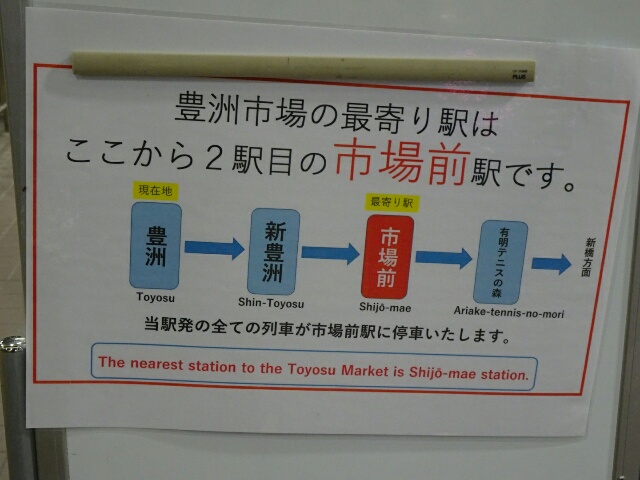 PLUS
豊洲市場の最寄り駅は
ここから2駅目の市場前駅です。
現在地
最寄り駅
豊洲
新豊洲
市場前
有明テニスの森
新橋方面
Toyosu
Shin-Toyosu
Shijō-mae
Ariake-tennis-no-mori
当駅発の全ての列車が市場前駅に停車いたします。
The nearest station to the Toyosu Market is Shijō-mae station.